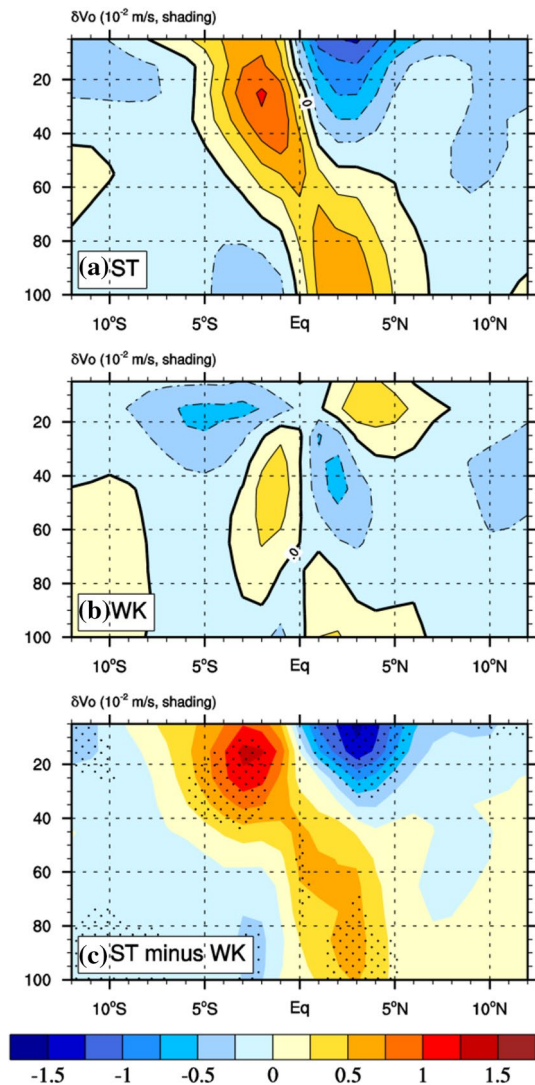 δVo (10⁻² m/s, shading)
20
40
60
80
100
0
(a) ST
10°S 5°S Eq 5°N 10°N
δVo (10⁻² m/s, shading)
20
40
60
80
100
0
(b) WK
10°S 5°S Eq 5°N 10°N
δVo (10⁻² m/s, shading)
20
40
60
80
100
(c) ST minus WK
10°S 5°S Eq 5°N 10°N
-1.5 -1 -0.5 0 0.5 1 1.5